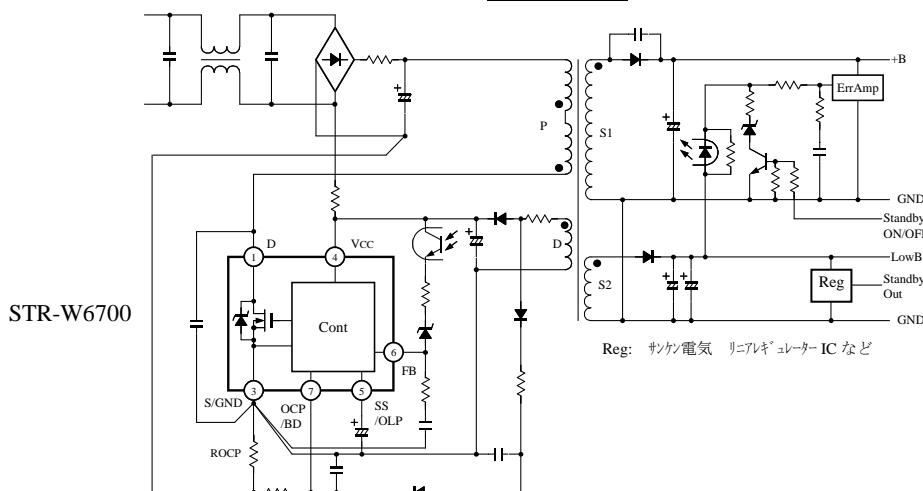 +B
ErrAmp
P
S1
GND
Standby
ON/OFF
D
VCC
D
LowB
1
4
S2
Reg
Standby
Out
STR-W6700
Cont
GND
6
Reg: サンケン電気 リニアレギュレーター IC など
FB
3
7
5
S/GND
OCP
/BD
SS
/OLP
ROCP